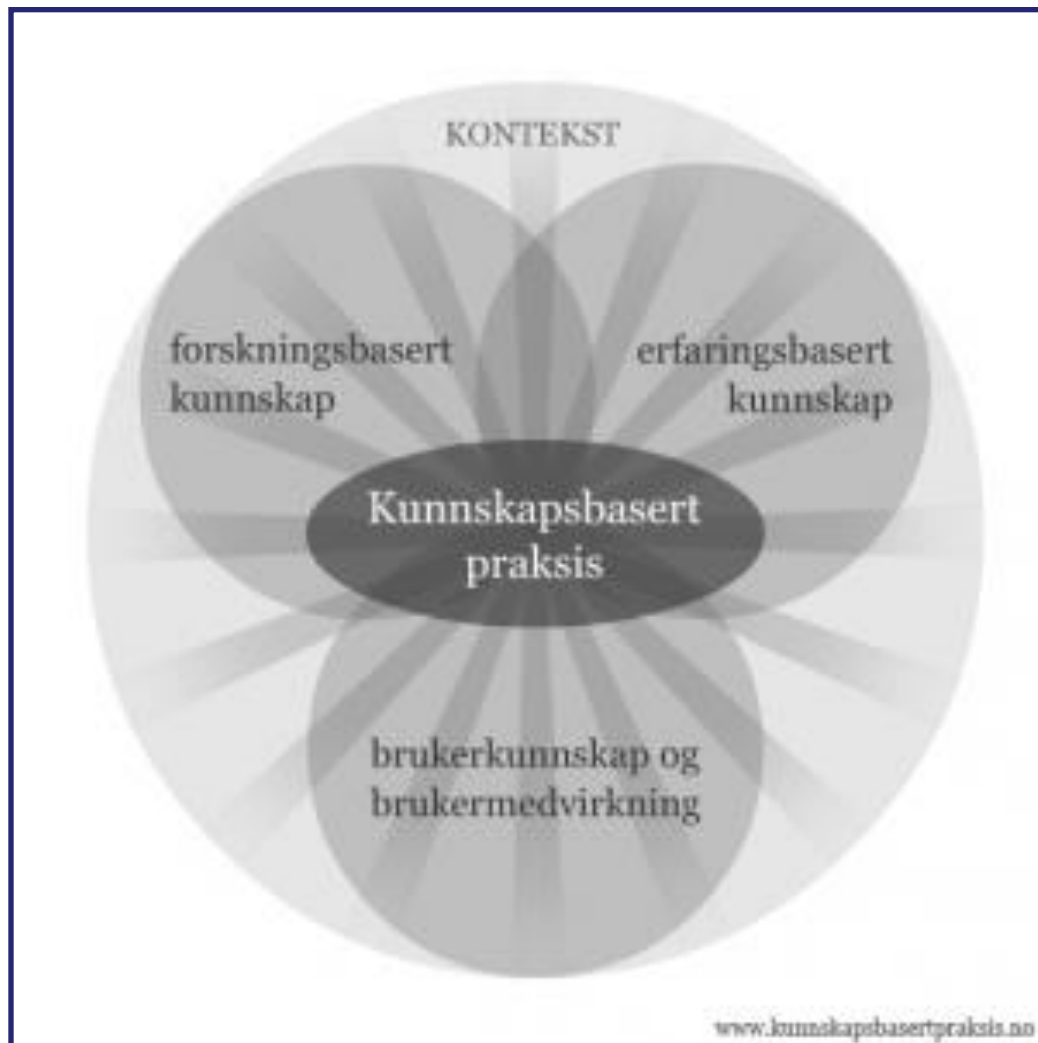 KONTEKST
forskningsbasert
kunnskap
erfaringsbasert
kunnskap
Kunnskapsbasert
praksis
brukerkunnskap og
brukermedvirkning
www.kunnskapsbasertpraksis.no